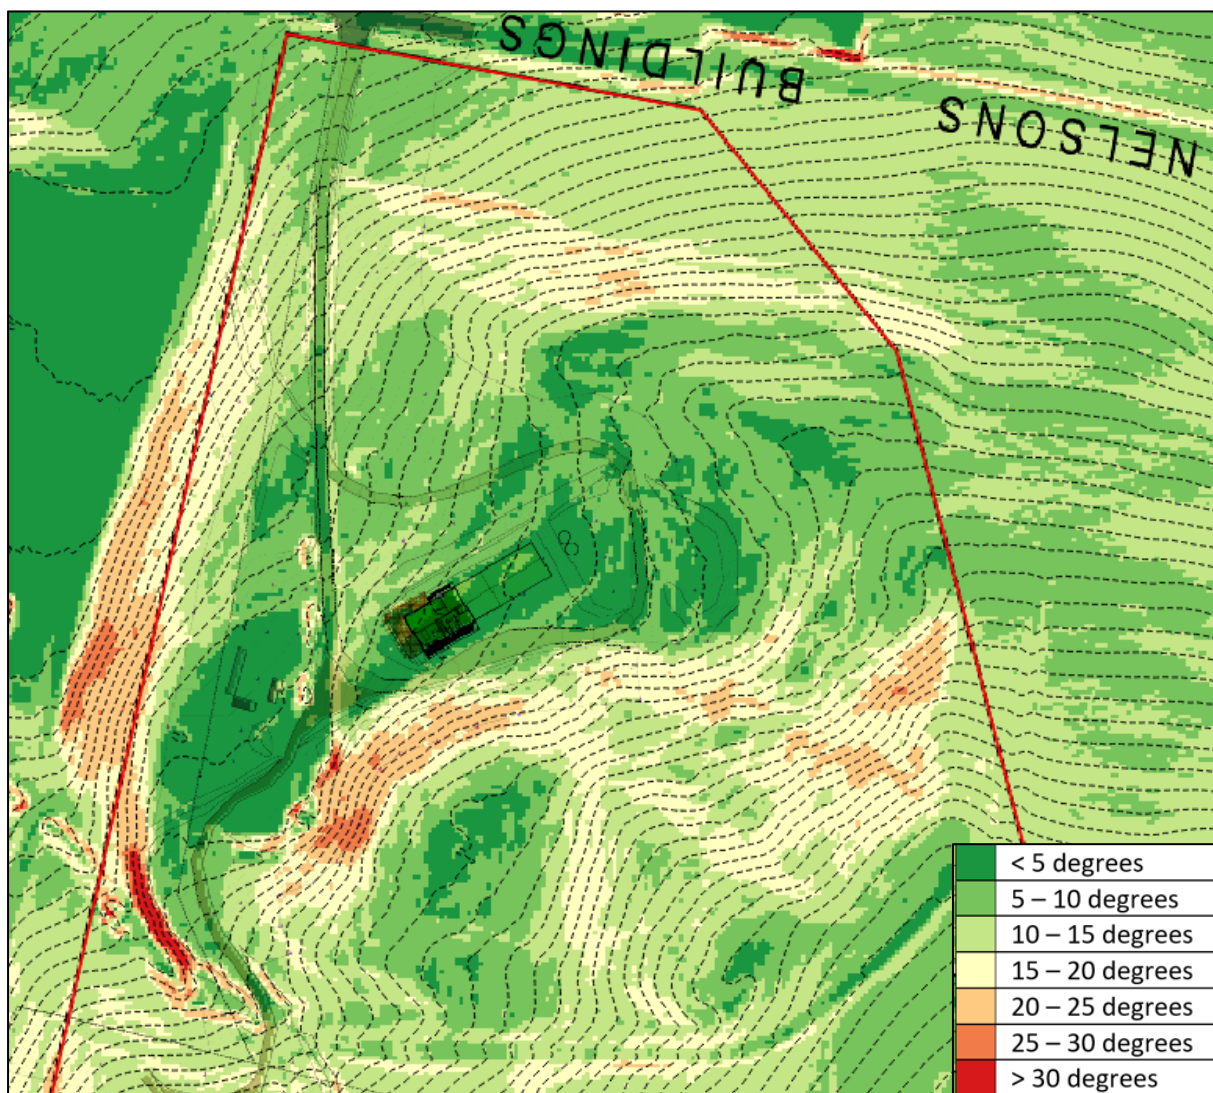 NELSONS
BUILDINGS
< 5 degrees
5 – 10 degrees
10 – 15 degrees
15 – 20 degrees
20 – 25 degrees
25 – 30 degrees
> 30 degrees